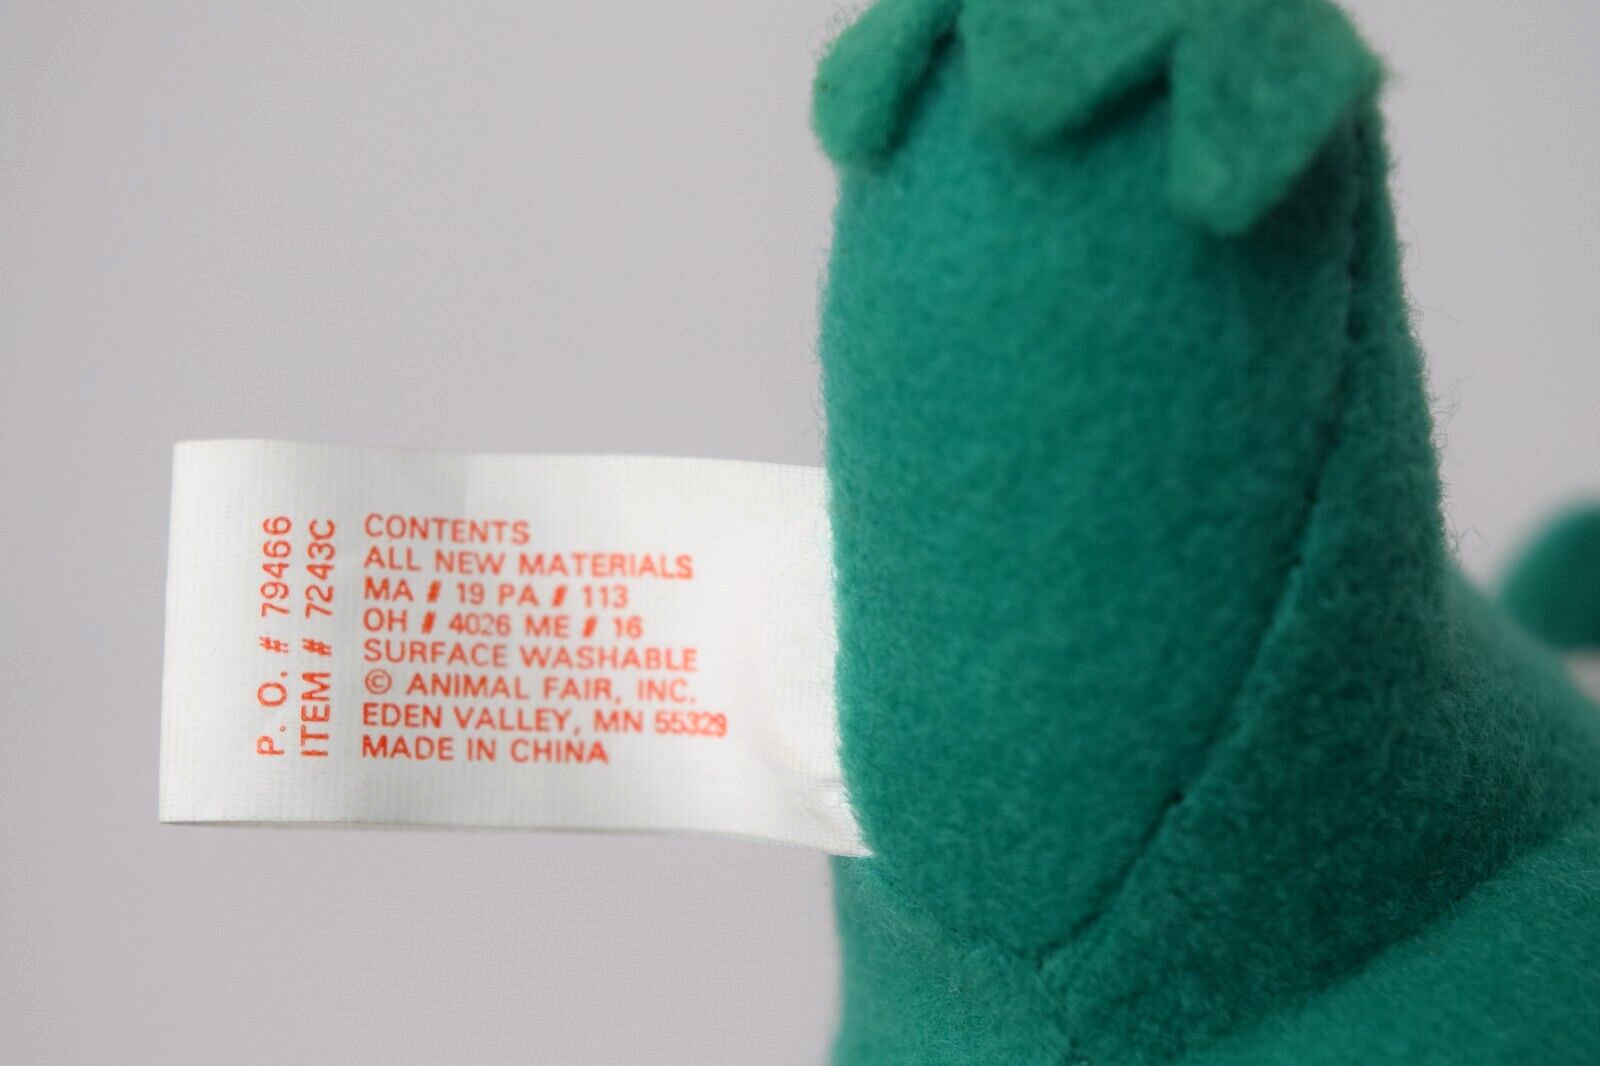 P. O. # 79466
ITEM # 7243C
CONTENTS
ALL NEW MATERIALS
MA # 19 PA # 113
OH # 4026 ME # 16
SURFACE WASHABLE
© ANIMAL FAIR, INC.
EDEN VALLEY, MN 55329
MADE IN CHINA